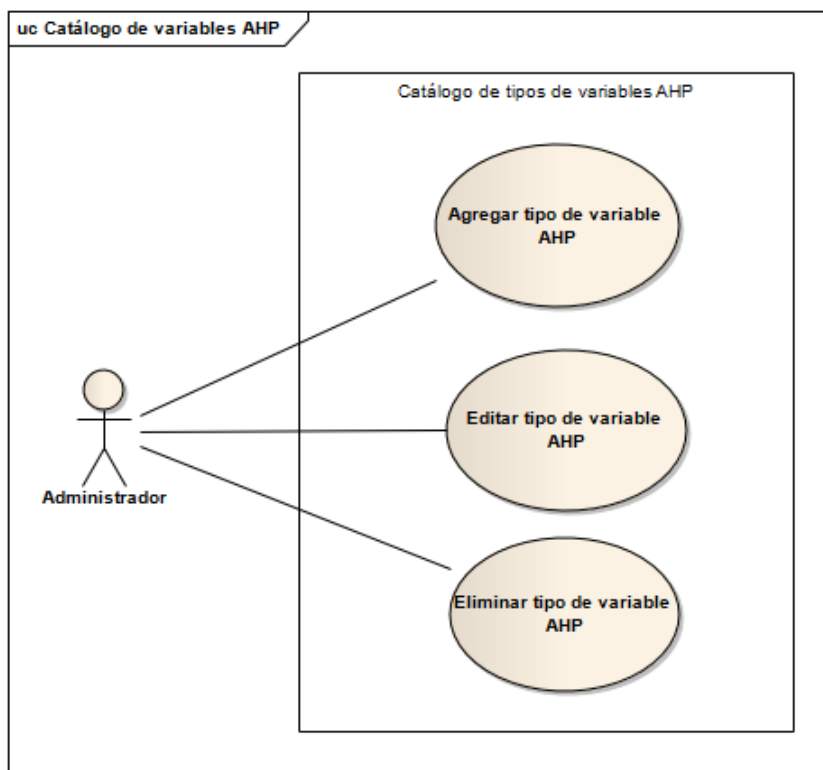 uc Catálogo de variables AHP
Catálogo de tipos de variables AHP
Agregar tipo de variable
AHP
Editar tipo de variable
AHP
Administrador
Eliminar tipo de variable
AHP